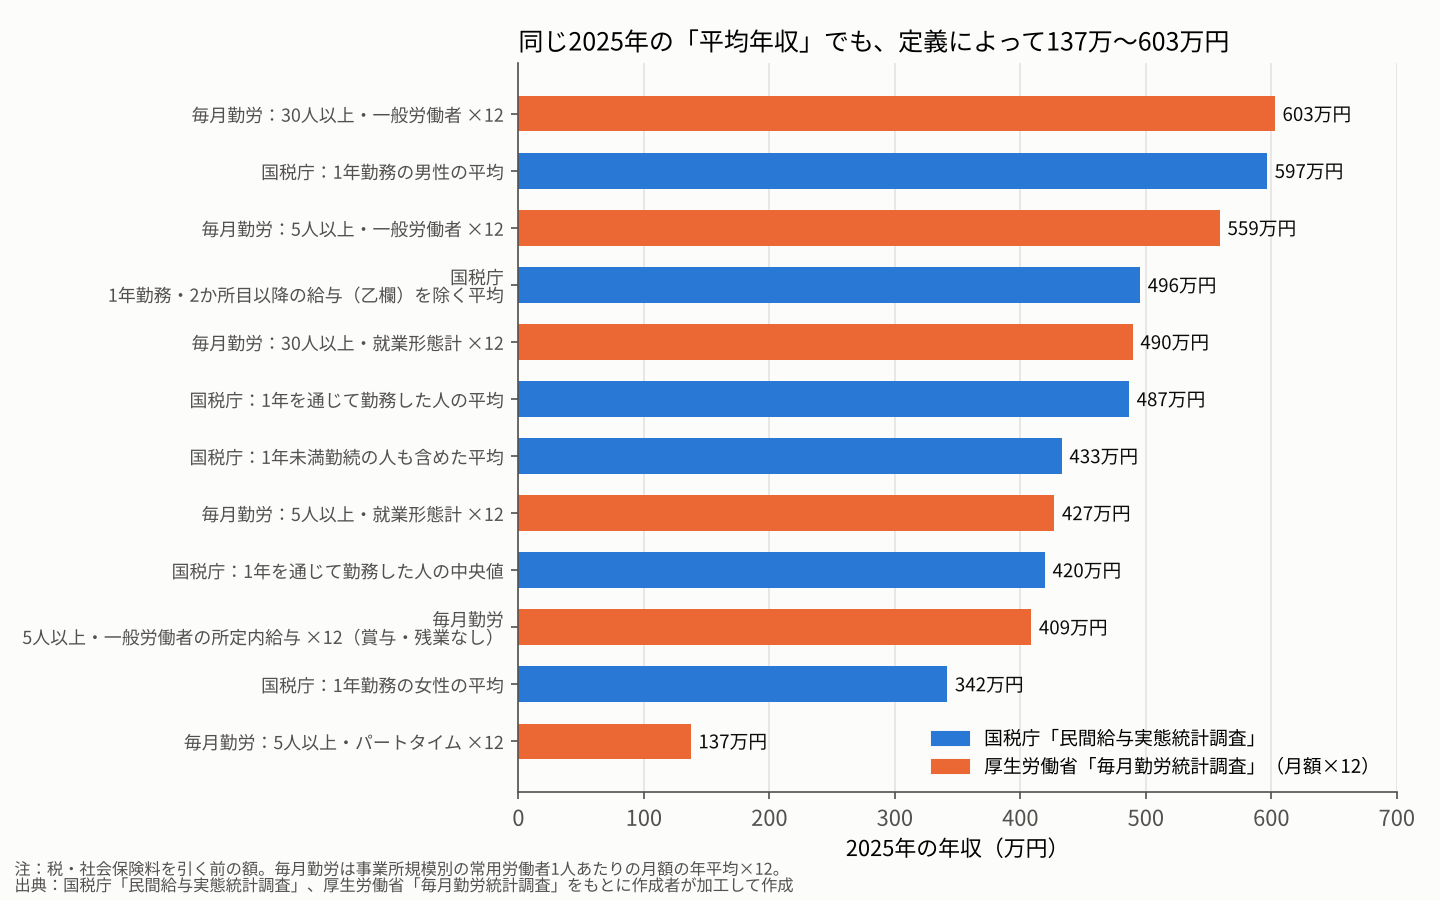 同じ2025年の「平均年収」でも、定義によって137万～603万円
毎月勤労：30人以上・一般労働者 ×12
603万円
国税庁：1年勤務の男性の平均
597万円
毎月勤労：5人以上・一般労働者 ×12
559万円
国税庁
1年勤務・2か所目以降の給与（乙欄）を除く平均
496万円
毎月勤労：30人以上・就業形態計 ×12
490万円
国税庁：1年を通じて勤務した人の平均
487万円
国税庁：1年未満勤続の人も含めた平均
433万円
毎月勤労：5人以上・就業形態計 ×12
427万円
国税庁：1年を通じて勤務した人の中央値
420万円
毎月勤労
5人以上・一般労働者の所定内給与 ×12（賞与・残業なし）
409万円
国税庁：1年勤務の女性の平均
342万円
毎月勤労：5人以上・パートタイム ×12
137万円
国税庁「民間給与実態統計調査」
厚生労働省「毎月勤労統計調査」（月額×12）
0 100 200 300 400 500 600 700
2025年の年収（万円）
注：税・社会保険料を引く前の額。毎月勤労は事業所規模別の常用労働者1人あたりの月額の年平均×12。
出典：国税庁「民間給与実態統計調査」、厚生労働省「毎月勤労統計調査」をもとに作成者が加工して作成